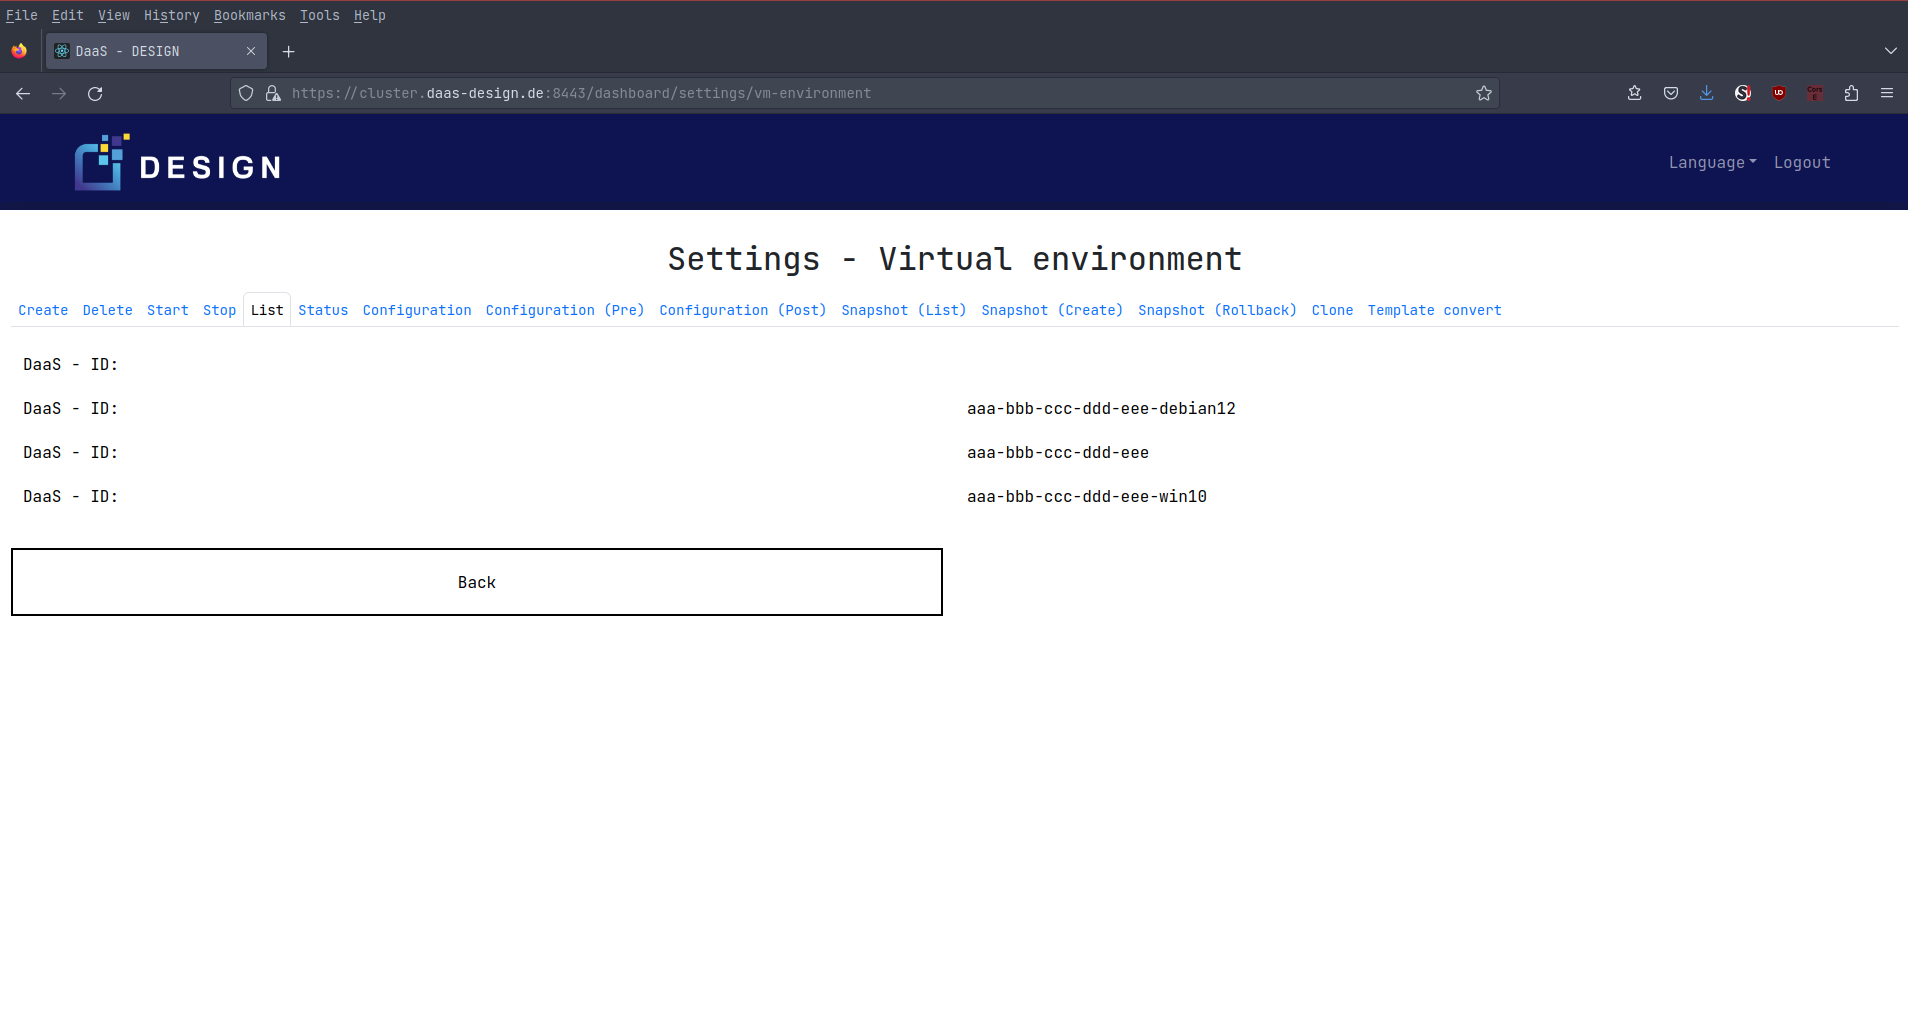 File Edit View History Bookmarks Tools Help
DaaS - DESIGN
https://cluster.daas-design.de:8443/dashboard/settings/vm-environment
DESIGN
Language Logout
Settings - Virtual environment
Create Delete Start Stop List Status Configuration Configuration (Pre) Configuration (Post) Snapshot (List) Snapshot (Create) Snapshot (Rollback) Clone Template convert
DaaS - ID:
DaaS - ID: aaa-bbb-ccc-ddd-eee-debian12
DaaS - ID: aaa-bbb-ccc-ddd-eee
DaaS - ID: aaa-bbb-ccc-ddd-eee-win10
Back